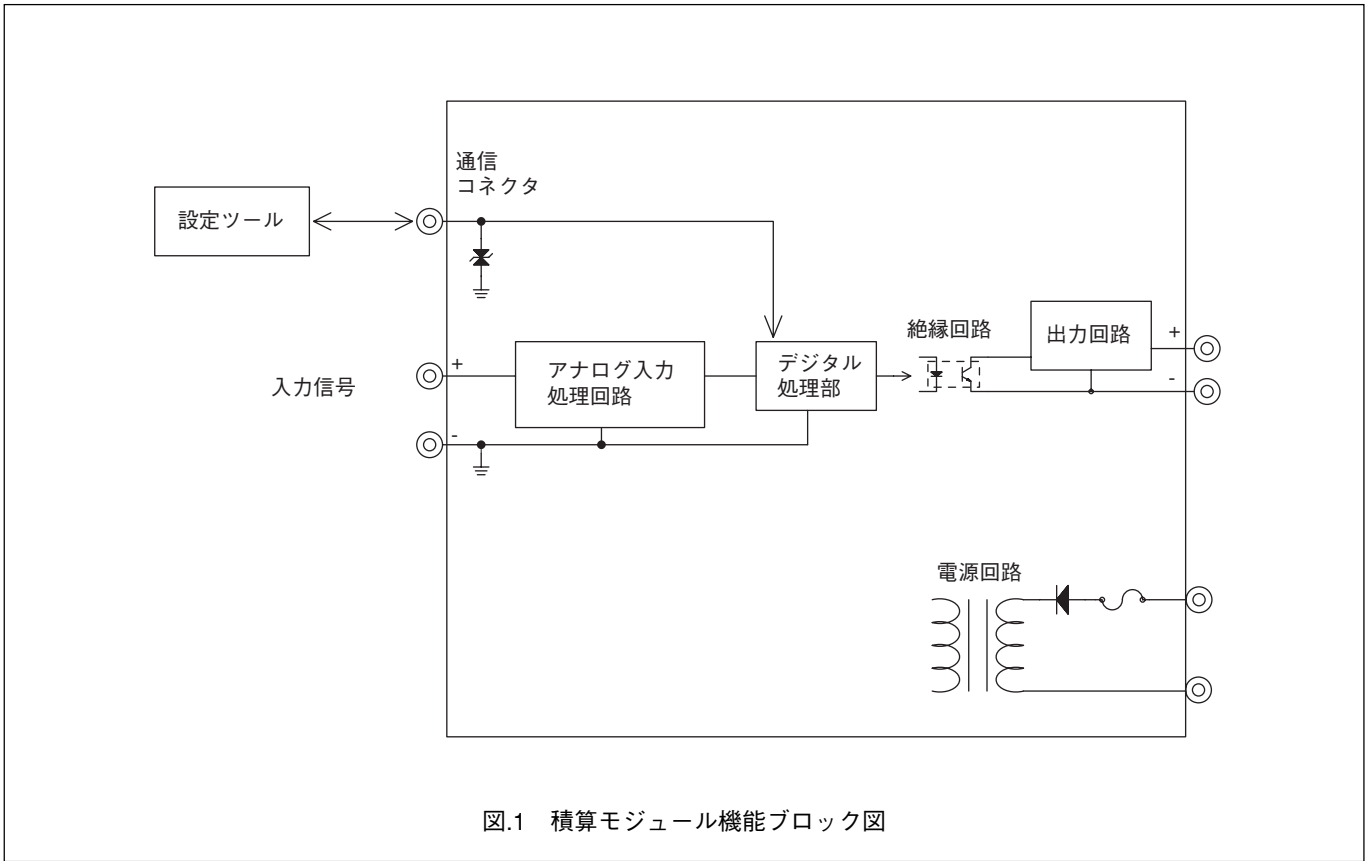 通信
コネクタ
設定ツール
絶縁回路
出力回路
+
-
入力信号
+
-
アナログ入力
処理回路
デジタル
処理部
電源回路
図.1 積算モジュール機能ブロック図